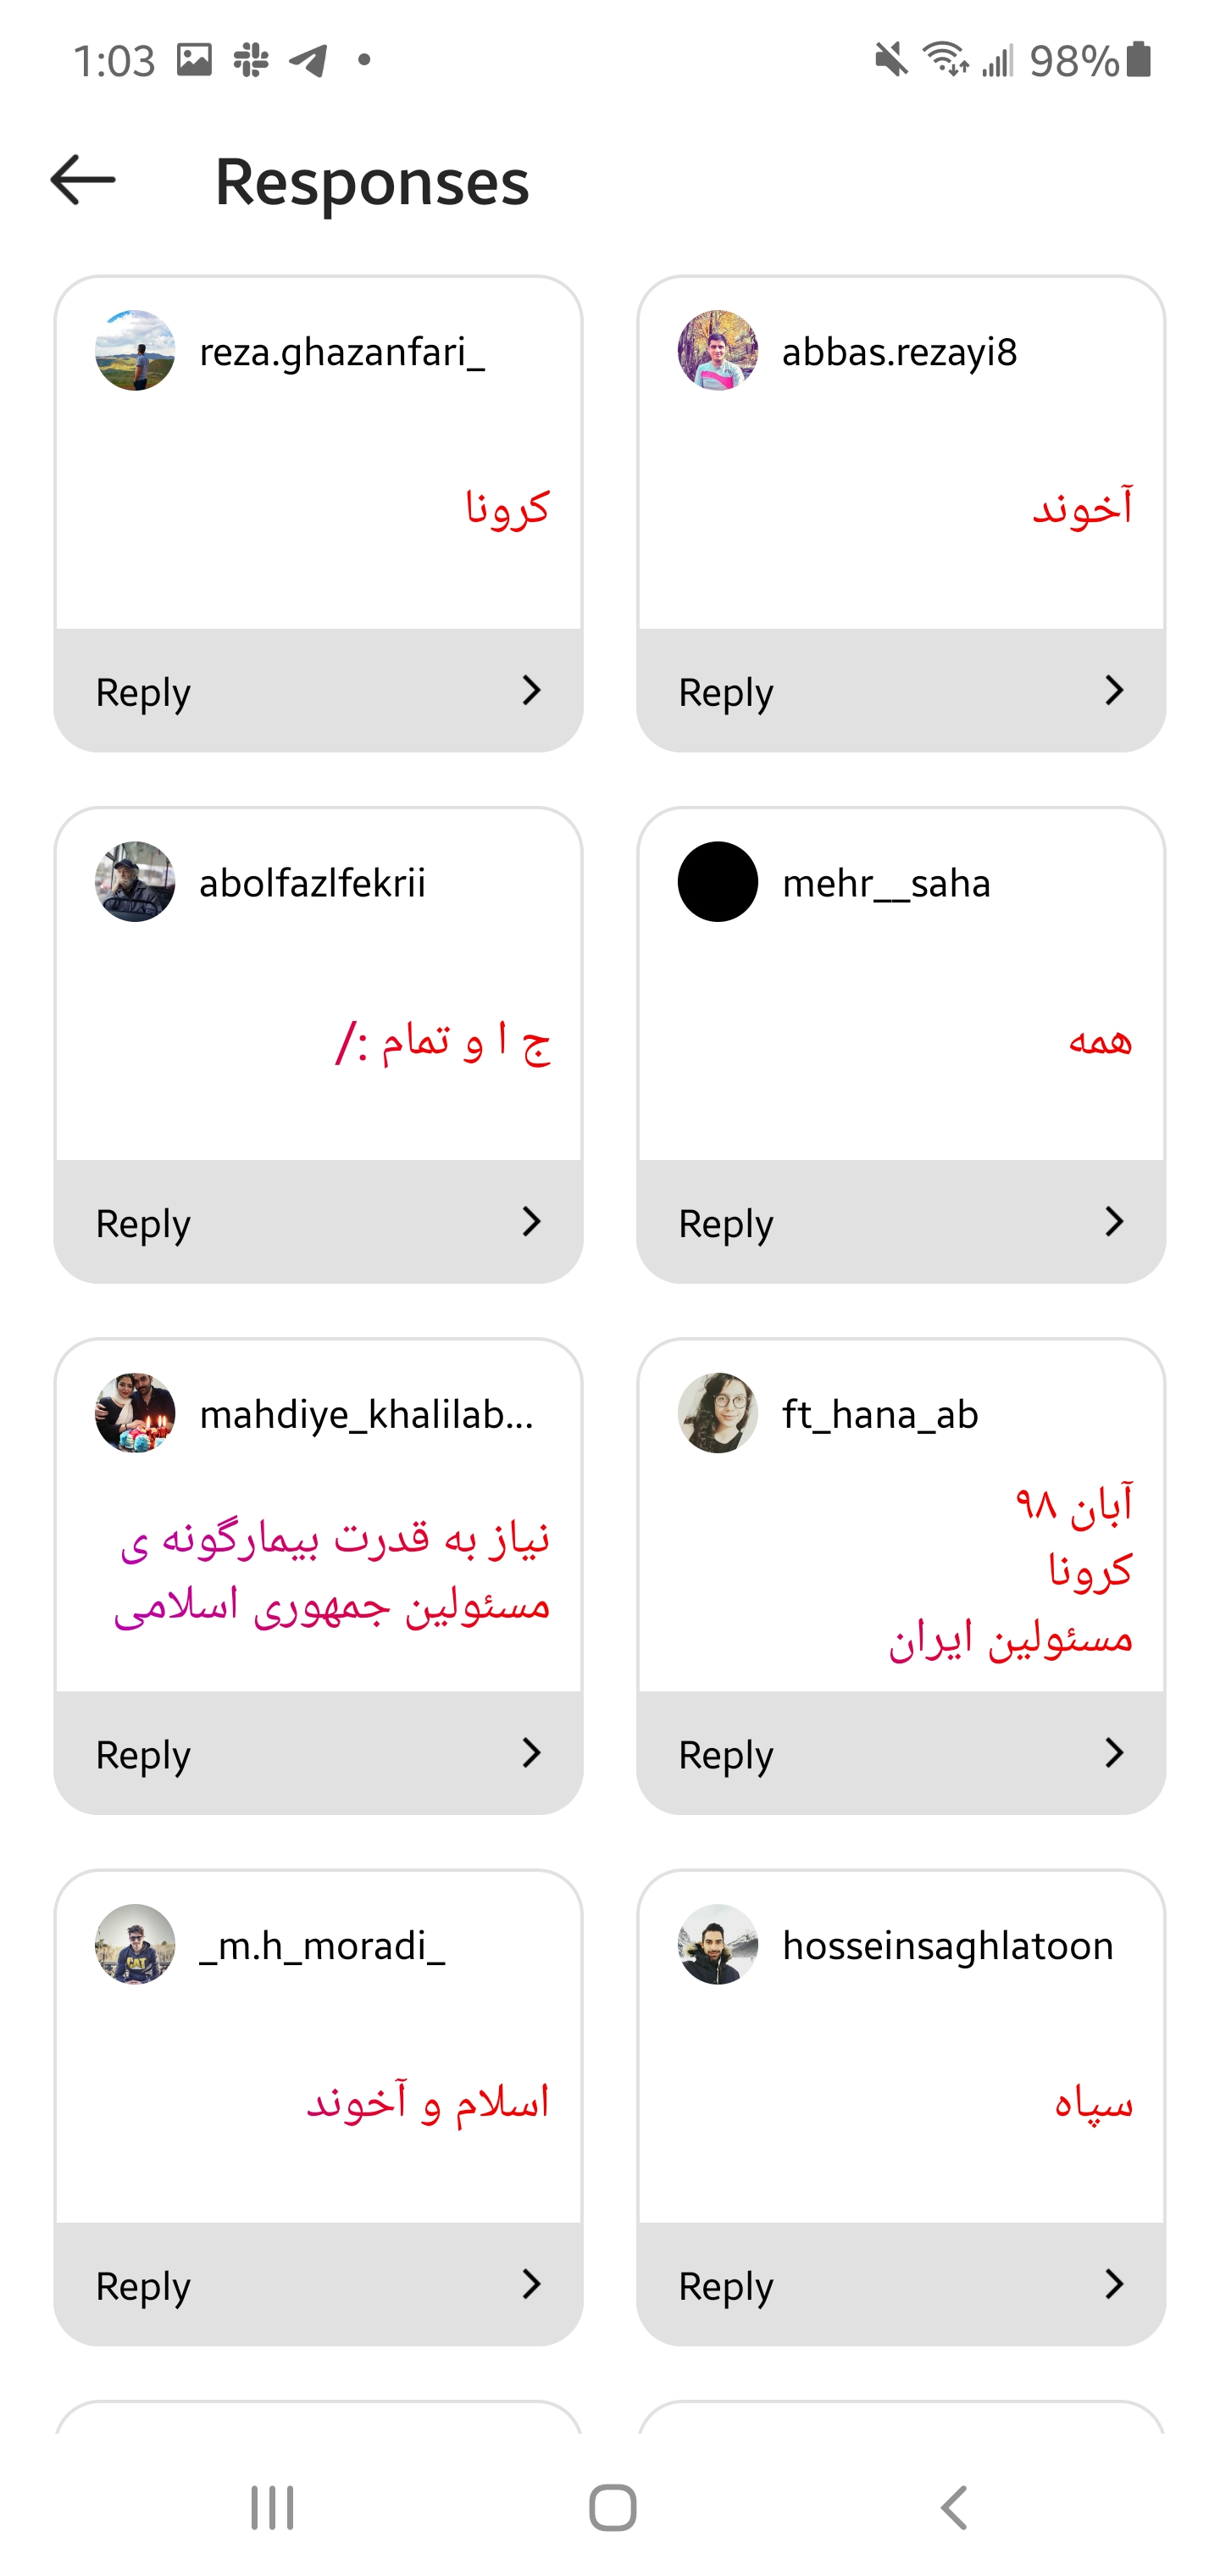 1:03
98%
Responses
reza.ghazanfari_
کرونا
Reply
abbas.rezayi8
آخوند
Reply
abolfazlfekrii
ج ا و تمام :/
Reply
mehr__saha
همه
Reply
mahdiye_khalilab...
نیاز به قدرت بیمارگونه ی
مسئولین جمهوری اسلامی
Reply
ft_hana_ab
آبان ۹۸
کرونا
مسئولین ایران
Reply
_m.h_moradi_
اسلام و آخوند
Reply
hosseinsaghlatoon
سپاه
Reply